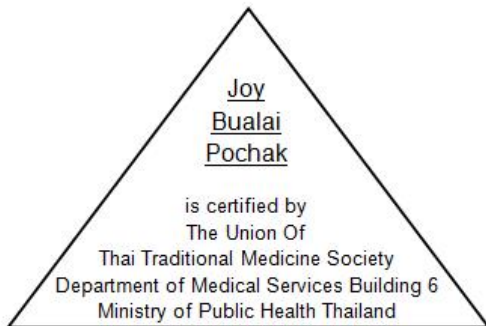 Joy
Bualai
Pochak
is certified by
The Union Of
Thai Traditional Medicine Society
Department of Medical Services Building 6
Ministry of Public Health Thailand